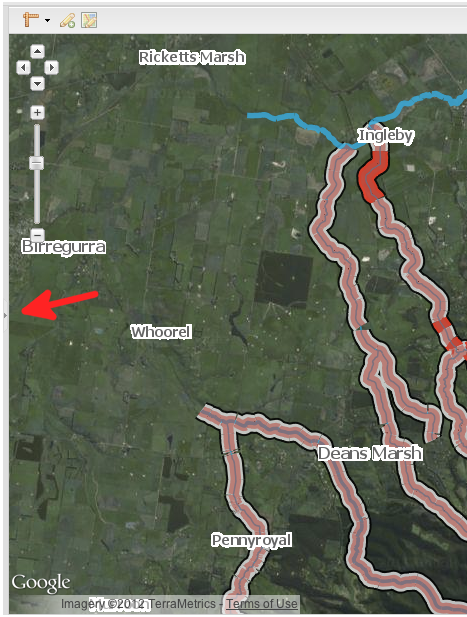 Ricketts Marsh
Ingleby
Birregurra
Whoorel
Deans Marsh
Pennyroyal
Google
Imagery ©2012 TerraMetrics - Terms of Use